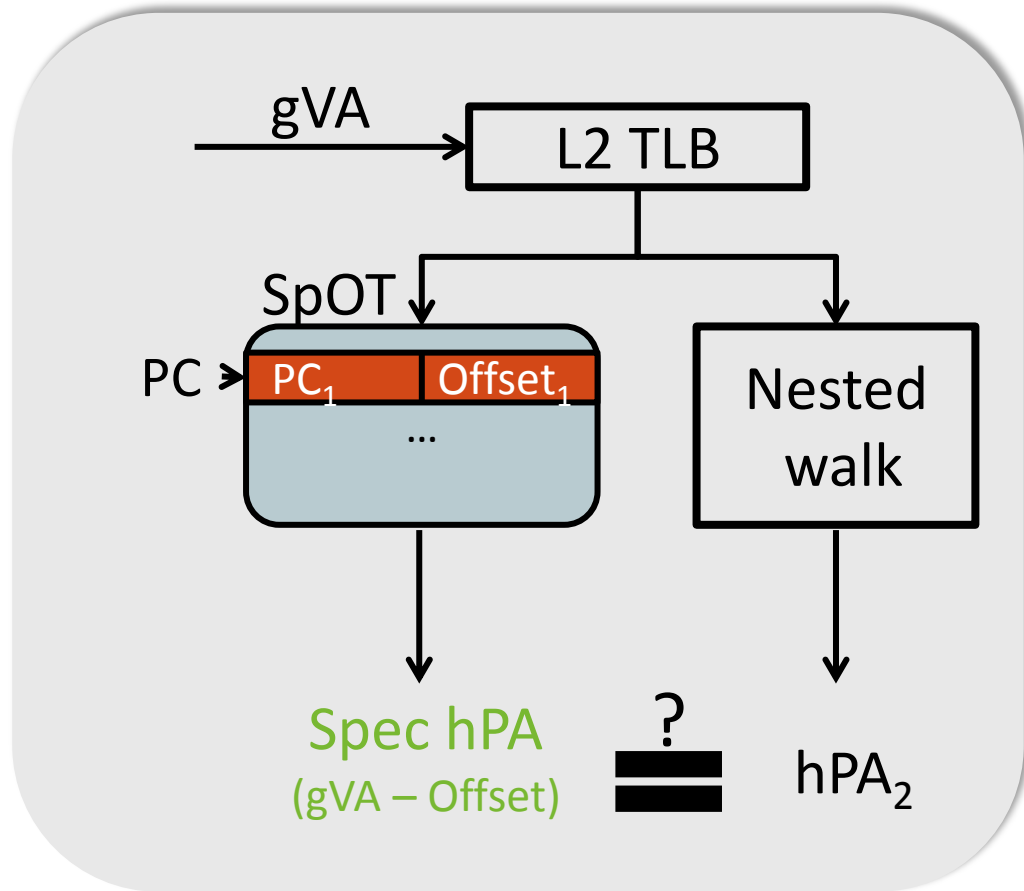 gVA
L2 TLB
SpOT
PC
PC₁ Offset₁
...
Nested
walk
Spec hPA
(gVA – Offset)
?
=
hPA₂